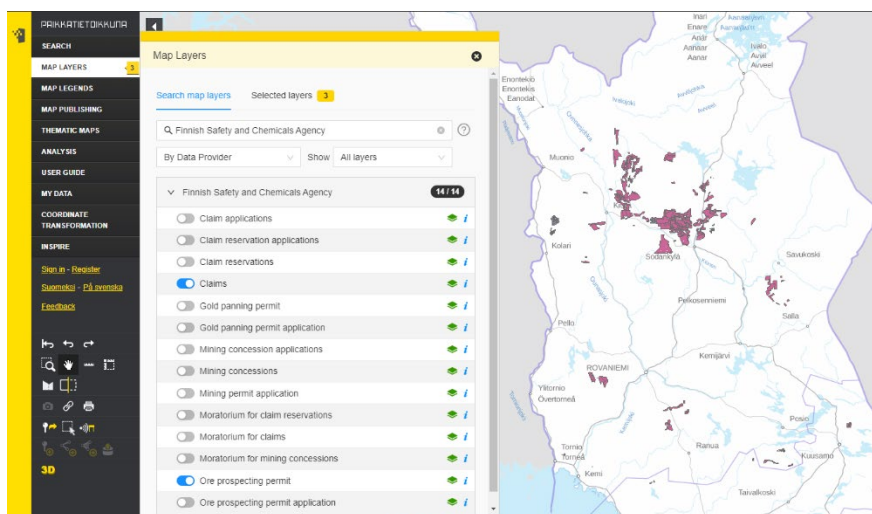 PAIKKATIETOIKKUNA
SEARCH
MAP LAYERS
3
MAP LEGENDS
MAP PUBLISHING
THEMATIC MAPS
ANALYSIS
USER GUIDE
MY DATA
COORDINATE
TRANSFORMATION
INSPIRE
Sign in - Register
Suomeksi - På svenska
Feedback
3D
Map Layers
Search map layers
Selected layers 3
Finnish Safety and Chemicals Agency
By Data Provider
Show
All layers
Finnish Safety and Chemicals Agency
14 / 14
Claim applications
Claim reservation applications
Claim reservations
Claims
Gold panning permit
Gold panning permit application
Mining concession applications
Mining concessions
Mining permit application
Moratorium for claim reservations
Moratorium for claims
Moratorium for mining concessions
Ore prospecting permit
Ore prospecting permit application
Inari
Enare
Anár
Aanaar
Aanar
Ivalo
Avvil
Avveel
Enontekiö
Enontekis
Eanodat
Muonio
Kolari
Sodankylä
Savukoski
Pelkosenniemi
Pello
Salla
Kemijärvi
ROVANIEMI
Ylitornio
Övertorneå
Posio
Ranua
Tornio
Torneå
Kuusamo
Kemi
Taivalkoski